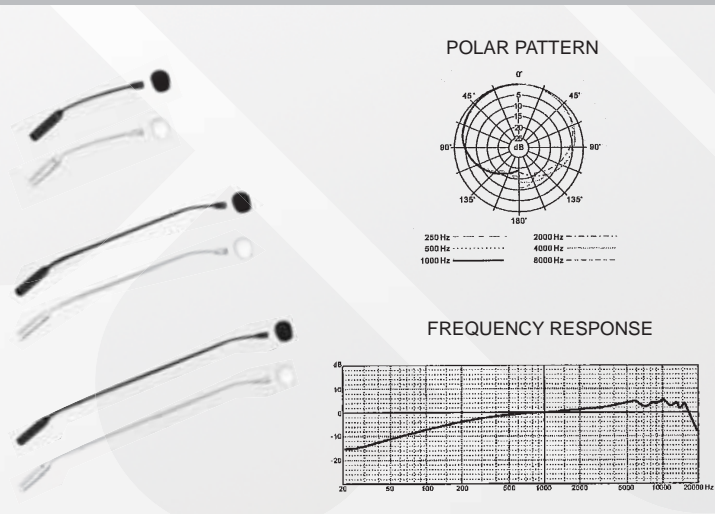 POLAR PATTERN
0°
45° 45°
5
10
15
20
25
90° dB 90°
135° 135°
180°
250 Hz 2000 Hz
500 Hz 4000 Hz
1000 Hz 8000 Hz
FREQUENCY RESPONSE
dB
10
0
-10
-20
20 50 100 200 500 1000 2000 5000 10000 20000 Hz